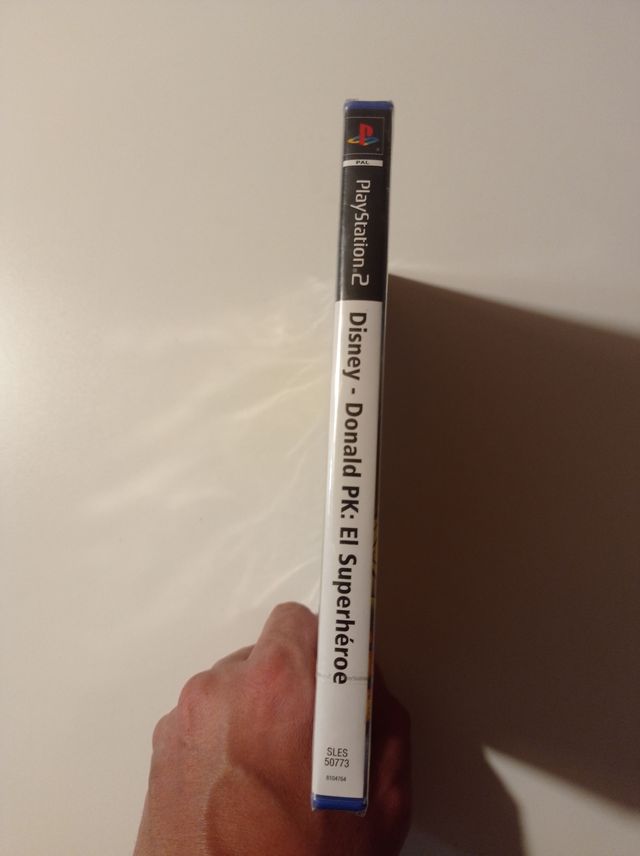 PAL
PlayStation 2
Disney - Donald PK: El Superhéroe
SLES
50773